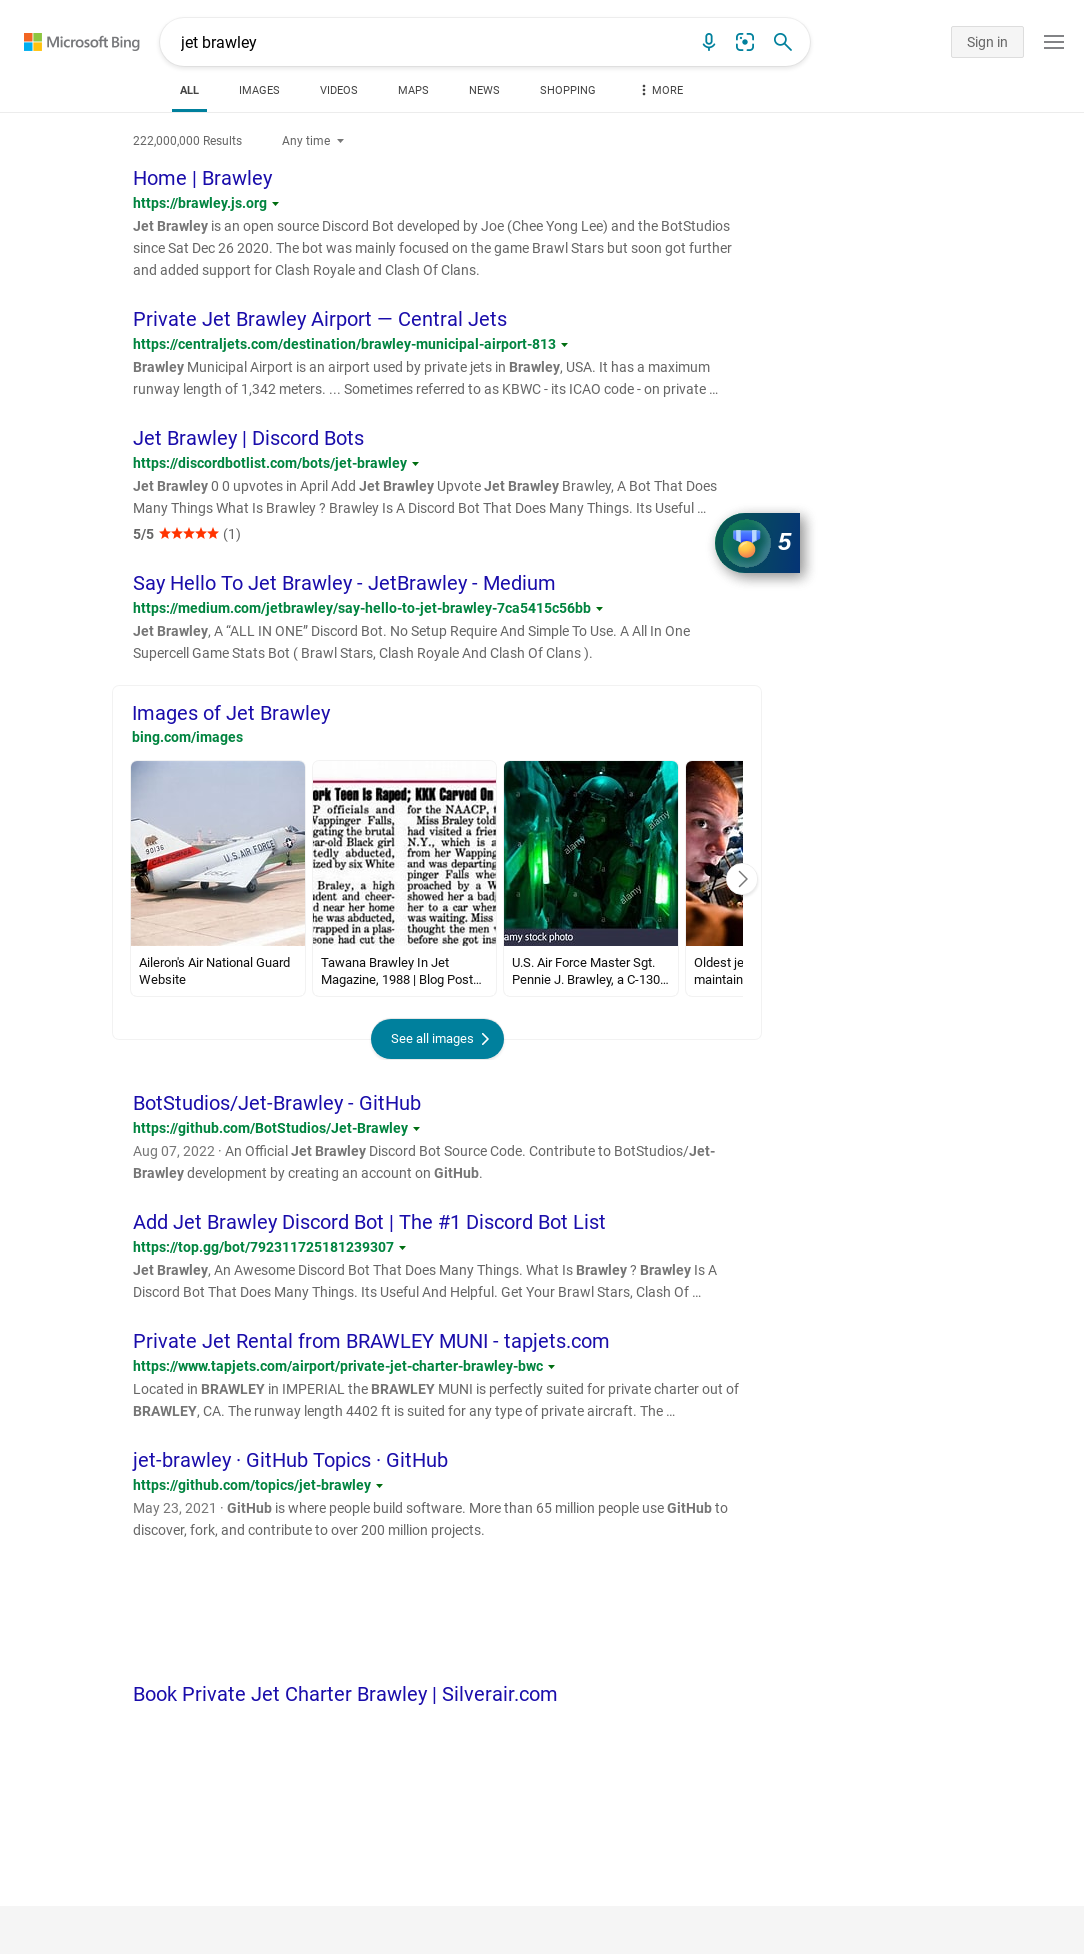 Microsoft Bing
jet brawley
Sign in
ALL
IMAGES
VIDEOS
MAPS
NEWS
SHOPPING
MORE
222,000,000 Results
Any time
Home | Brawley
https://brawley.js.org
Jet Brawley is an open source Discord Bot developed by Joe (Chee Yong Lee) and the BotStudios
since Sat Dec 26 2020. The bot was mainly focused on the game Brawl Stars but soon got further
and added support for Clash Royale and Clash Of Clans.
Private Jet Brawley Airport — Central Jets
https://centraljets.com/destination/brawley-municipal-airport-813
Brawley Municipal Airport is an airport used by private jets in Brawley, USA. It has a maximum
runway length of 1,342 meters. ... Sometimes referred to as KBWC - its ICAO code - on private …
Jet Brawley | Discord Bots
https://discordbotlist.com/bots/jet-brawley
Jet Brawley 0 0 upvotes in April Add Jet Brawley Upvote Jet Brawley Brawley, A Bot That Does
Many Things What Is Brawley ? Brawley Is A Discord Bot That Does Many Things. Its Useful …
5/5 (1)
5
Say Hello To Jet Brawley - JetBrawley - Medium
https://medium.com/jetbrawley/say-hello-to-jet-brawley-7ca5415c56bb
Jet Brawley, A “ALL IN ONE” Discord Bot. No Setup Require And Simple To Use. A All In One
Supercell Game Stats Bot ( Brawl Stars, Clash Royale And Clash Of Clans ).
Images of Jet Brawley
bing.com/images
90136
CALIFORNIA
U.S. AIR FORCE
ork Teen Is Raped; KKK Carved On
P officials and
Wappinger Falls,
gating the brutal
ear-old Black girl
tedly abducted,
ized by six White
Braley, a high
dent and cheer-
near her home
he was abducted,
wrapped in a plas-
eone had cut the
for the NAACP, t
Miss Braley told
had visited a frien
N.Y., which is a
from her Wapping
and was departing
pinger Falls when
proached by a W
showed her a badg
her to a car where
was waiting. Miss
thought the men w
before she got ins
a
alamy
alamy
alamy
amy stock photo
Aileron's Air National Guard
Website
Tawana Brawley In Jet
Magazine, 1988 | Blog Post…
U.S. Air Force Master Sgt.
Pennie J. Brawley, a C-130…
Oldest je
maintain
See all images
BotStudios/Jet-Brawley - GitHub
https://github.com/BotStudios/Jet-Brawley
Aug 07, 2022 · An Official Jet Brawley Discord Bot Source Code. Contribute to BotStudios/Jet-
Brawley development by creating an account on GitHub.
Add Jet Brawley Discord Bot | The #1 Discord Bot List
https://top.gg/bot/792311725181239307
Jet Brawley, An Awesome Discord Bot That Does Many Things. What Is Brawley ? Brawley Is A
Discord Bot That Does Many Things. Its Useful And Helpful. Get Your Brawl Stars, Clash Of …
Private Jet Rental from BRAWLEY MUNI - tapjets.com
https://www.tapjets.com/airport/private-jet-charter-brawley-bwc
Located in BRAWLEY in IMPERIAL the BRAWLEY MUNI is perfectly suited for private charter out of
BRAWLEY, CA. The runway length 4402 ft is suited for any type of private aircraft. The …
jet-brawley · GitHub Topics · GitHub
https://github.com/topics/jet-brawley
May 23, 2021 · GitHub is where people build software. More than 65 million people use GitHub to
discover, fork, and contribute to over 200 million projects.
Book Private Jet Charter Brawley | Silverair.com